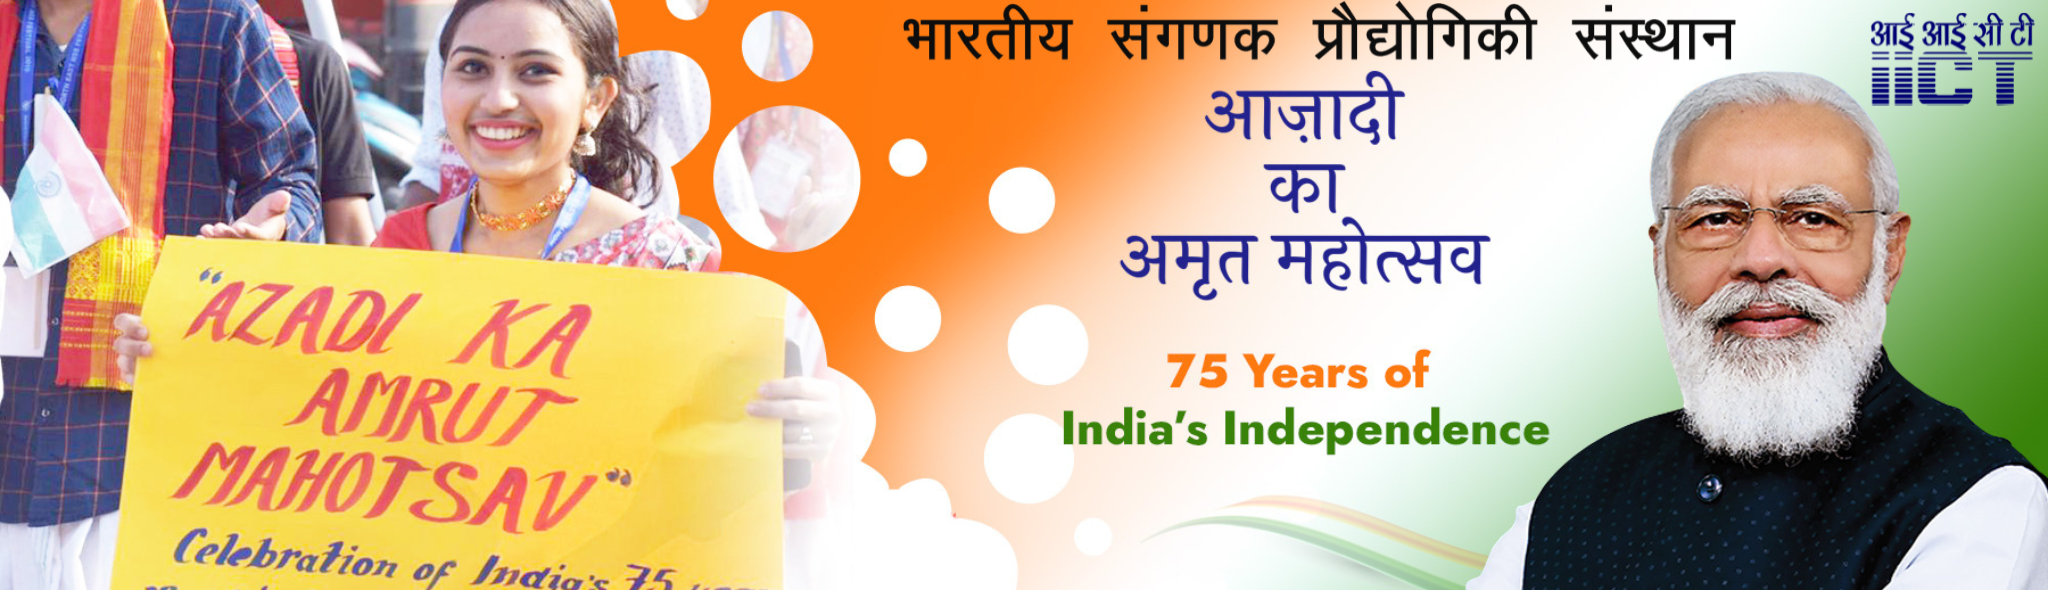 भारतीय संगणक प्रौद्योगिकी संस्थान
आई आई सी टी
IICT
आज़ादी
का
अमृत महोत्सव
75 Years of
India's Independence
"AZADI KA
AMRUT
MAHOTSAV"
Celebration of India's 75